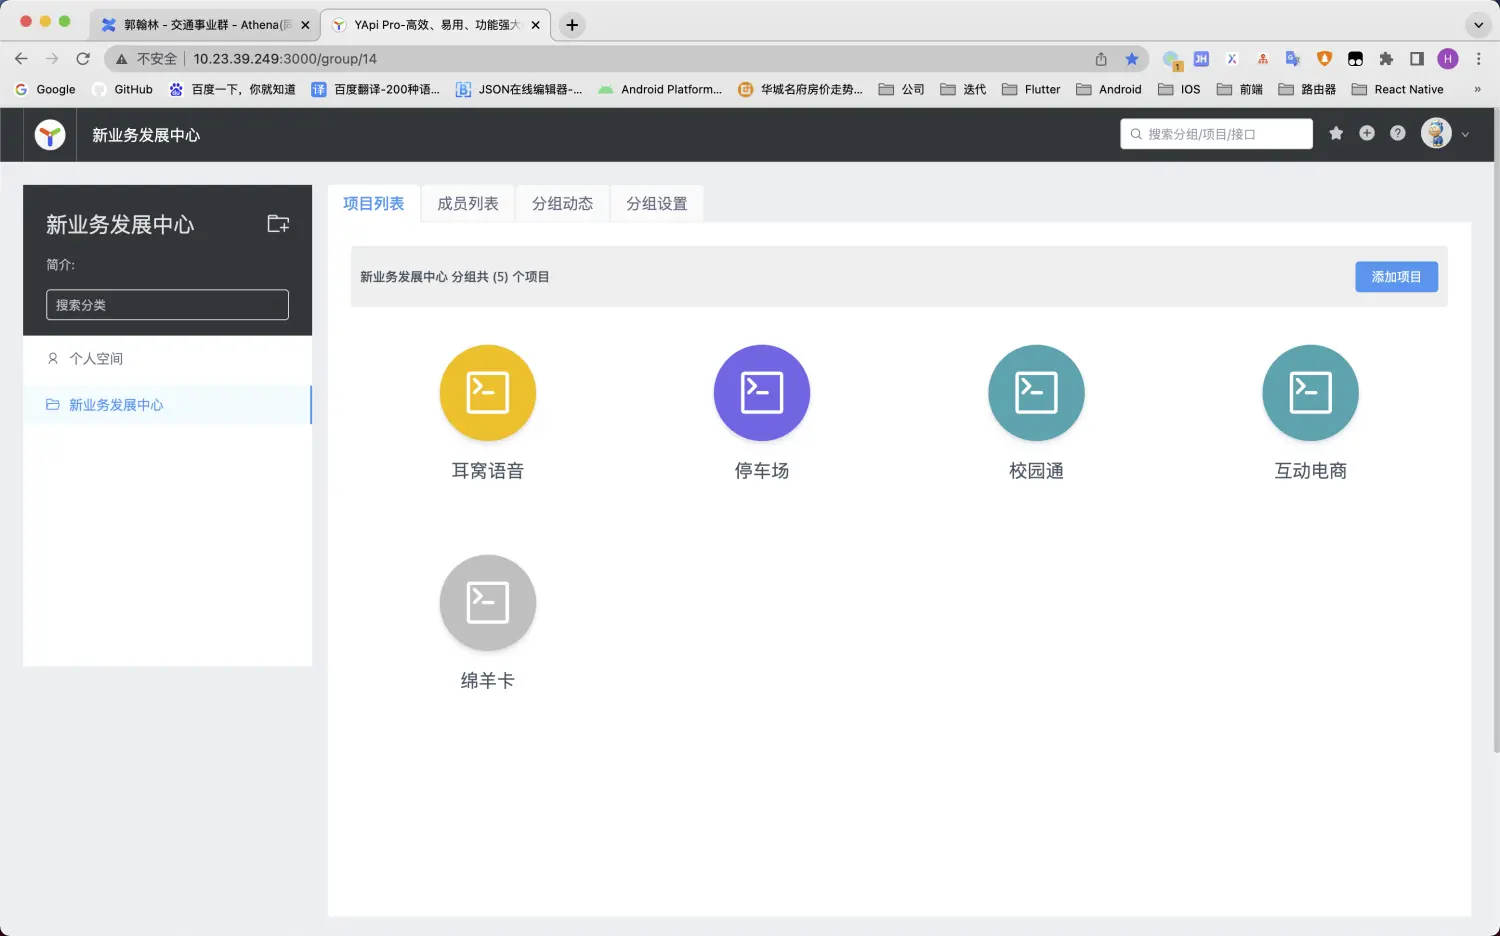 郭翰林 - 交通事业群 - Athena(同
YApi Pro-高效、易用、功能强大
不安全
10.23.39.249:3000/group/14
1
JH
H
Google
GitHub
百度一下，你就知道
译
百度翻译-200种语...
JSON在线编辑器-...
Android Platform...
华城名府房价走势...
公司
迭代
Flutter
Android
IOS
前端
路由器
React Native
»
新业务发展中心
搜索分组/项目/接口
新业务发展中心
简介:
搜索分类
个人空间
新业务发展中心
项目列表
成员列表
分组动态
分组设置
新业务发展中心 分组共 (5) 个项目
添加项目
耳窝语音
停车场
校园通
互动电商
绵羊卡